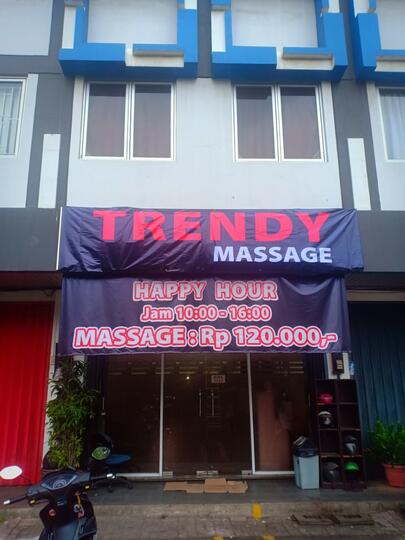 TRENDY
MASSAGE
HAPPY HOUR
Jam 10:00 - 16:00
MASSAGE : Rp 120.000,-